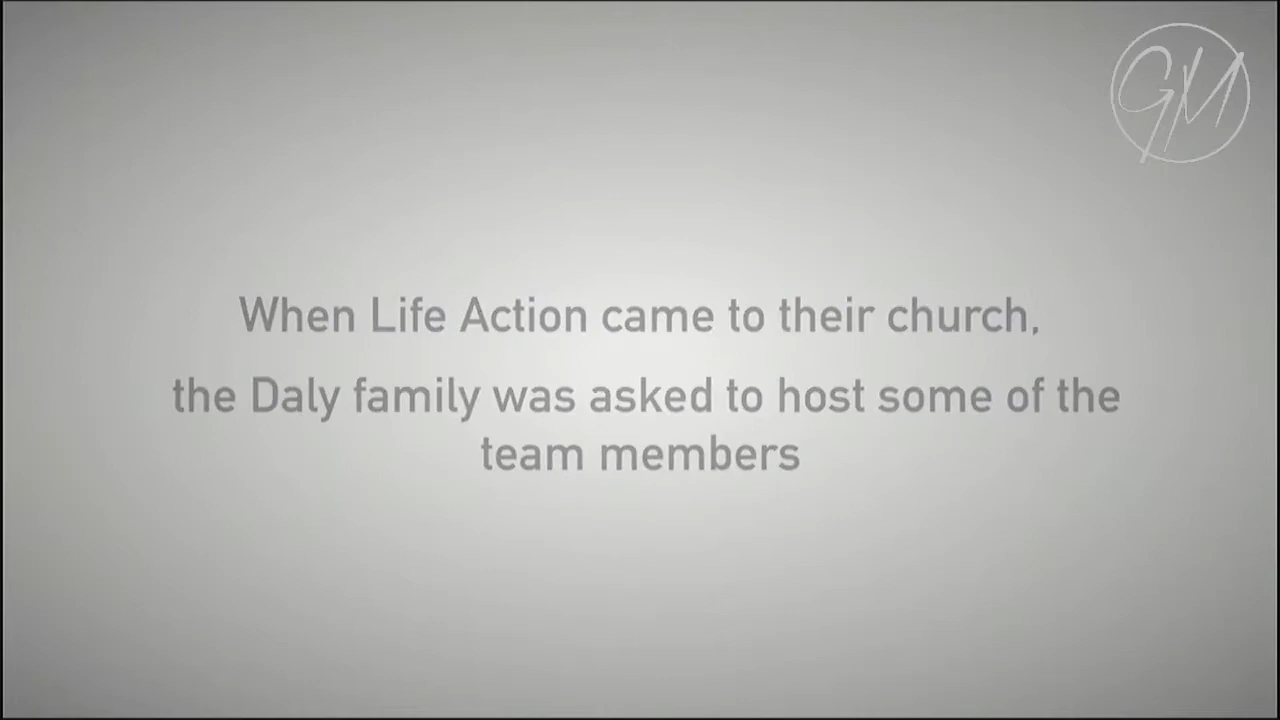 GM
When Life Action came to their church,
the Daly family was asked to host some of the
team members